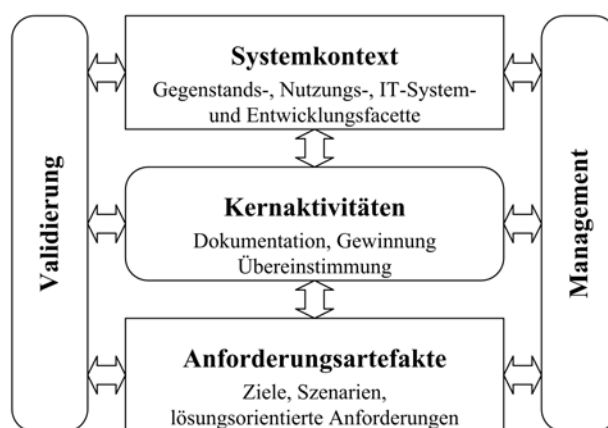 Validierung
Systemkontext
Gegenstands-, Nutzungs-, IT-System-
und Entwicklungsfacette
Kernaktivitäten
Dokumentation, Gewinnung
Übereinstimmung
Anforderungsartefakte
Ziele, Szenarien,
lösungsorientierte Anforderungen
Management